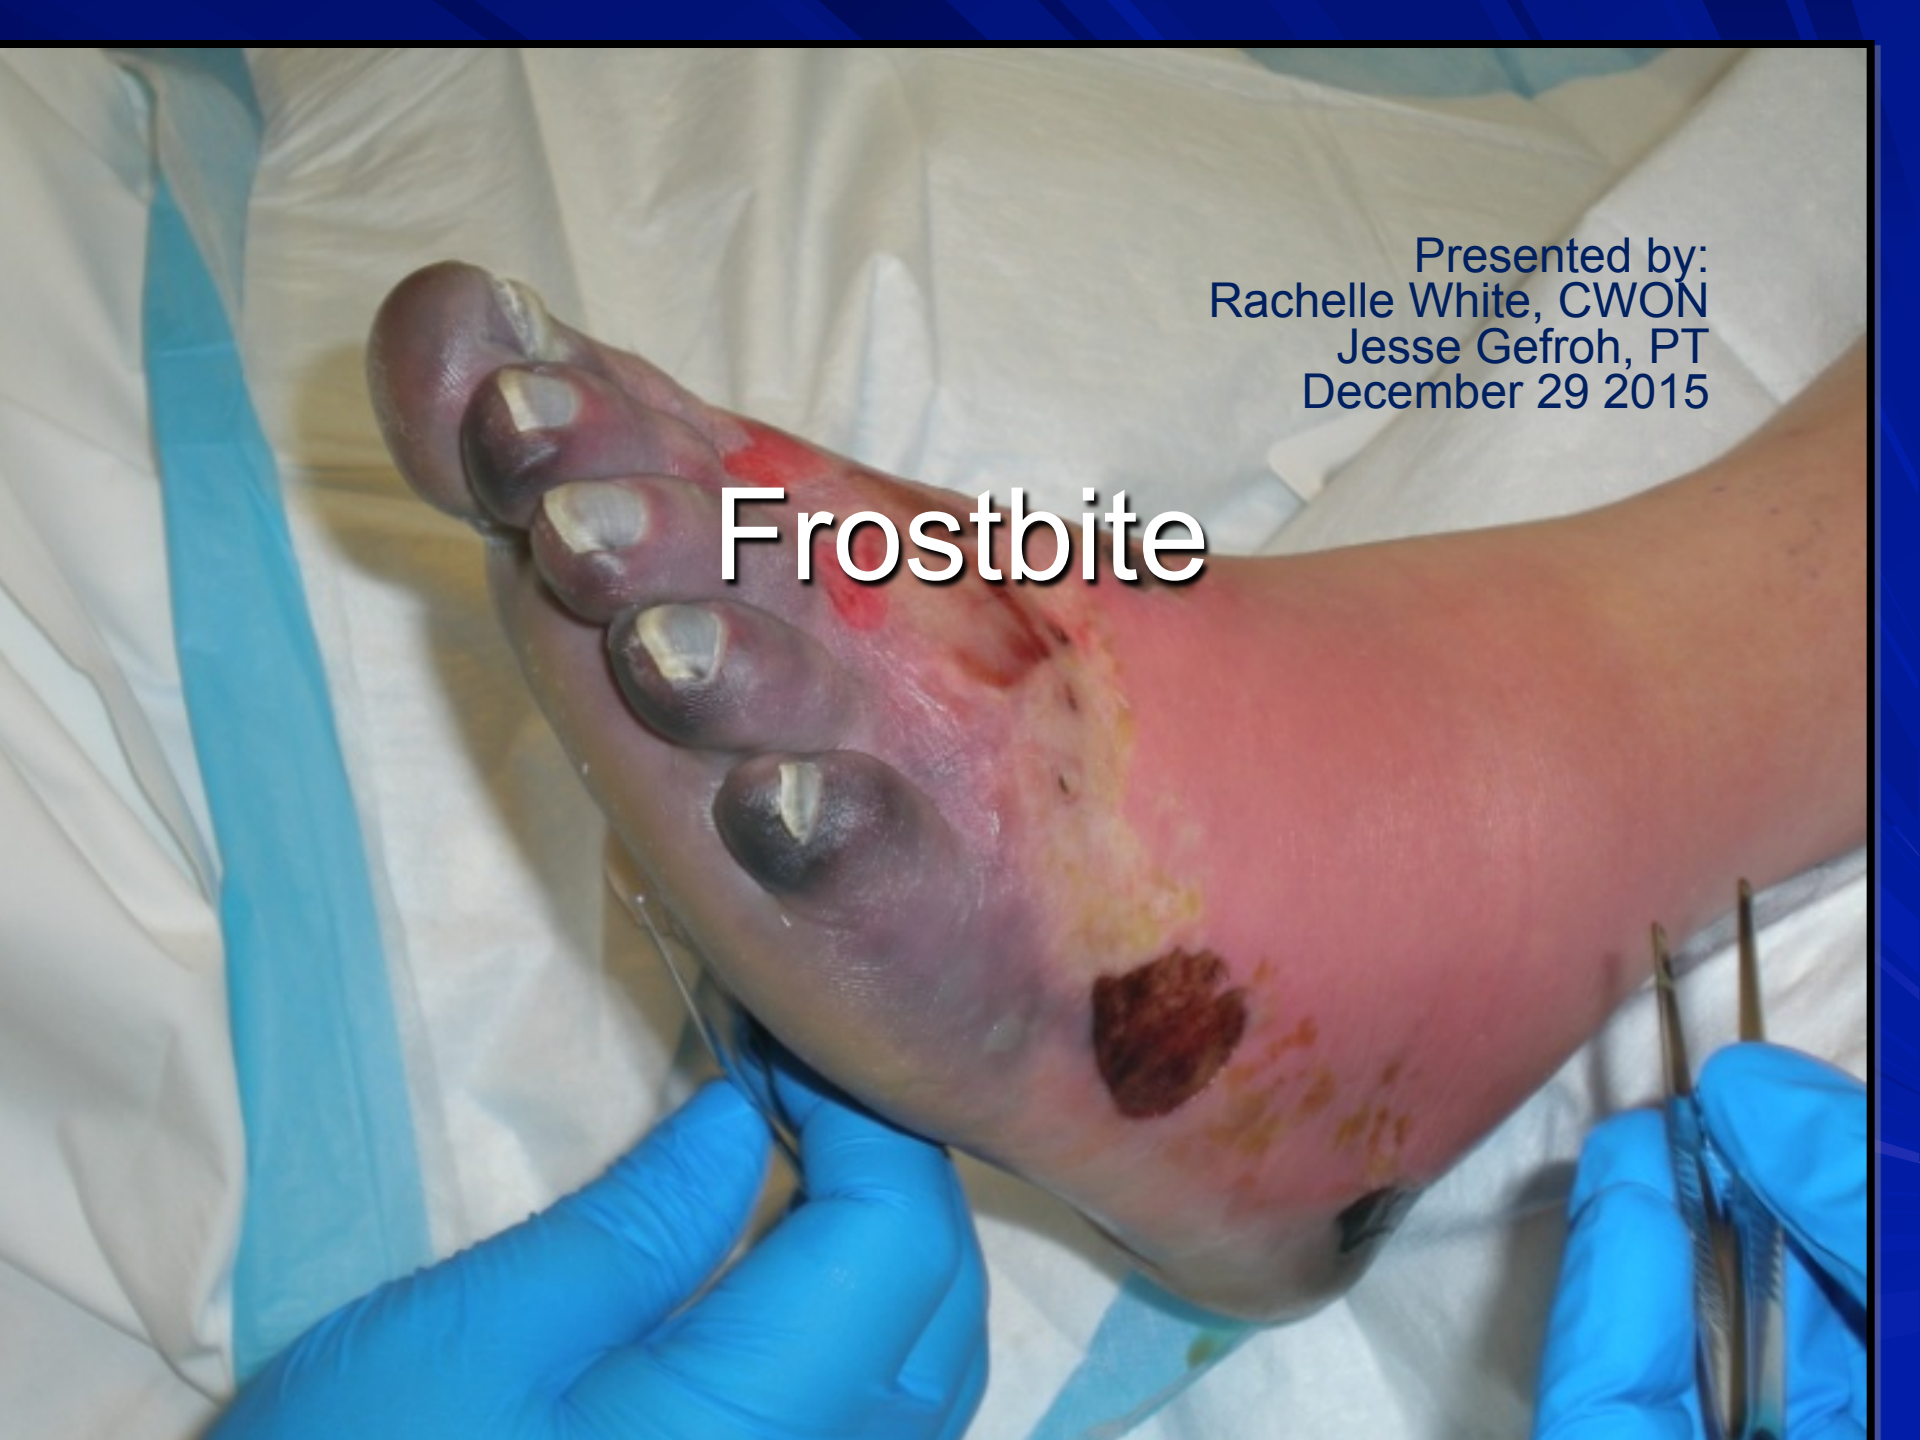 Presented by:
Rachelle White, CWON
Jesse Gefroh, PT
December 29 2015
Frostbite